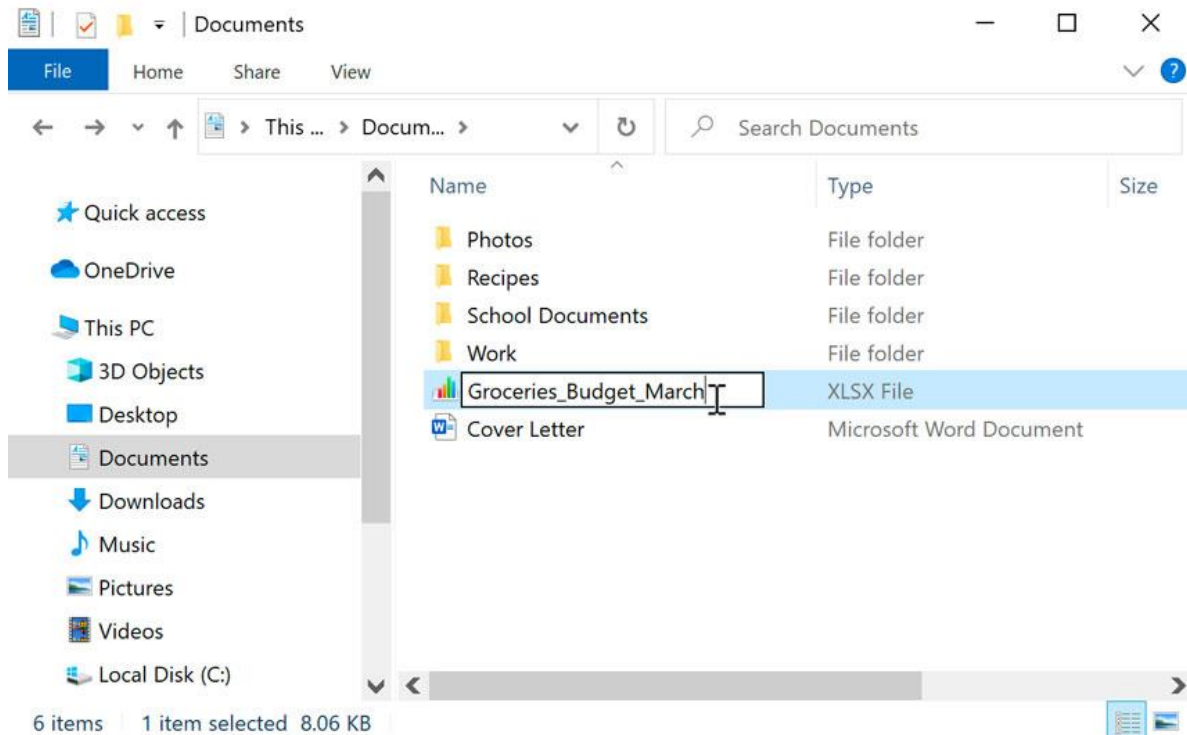 Documents
File Home Share View
This ... Docum...
Search Documents
Name Type Size
Quick access
OneDrive
This PC
3D Objects
Desktop
Documents
Downloads
Music
Pictures
Videos
Local Disk (C:)
Photos File folder
Recipes File folder
School Documents File folder
Work File folder
Groceries_Budget_March XLSX File
Cover Letter Microsoft Word Document
6 items 1 item selected 8.06 KB